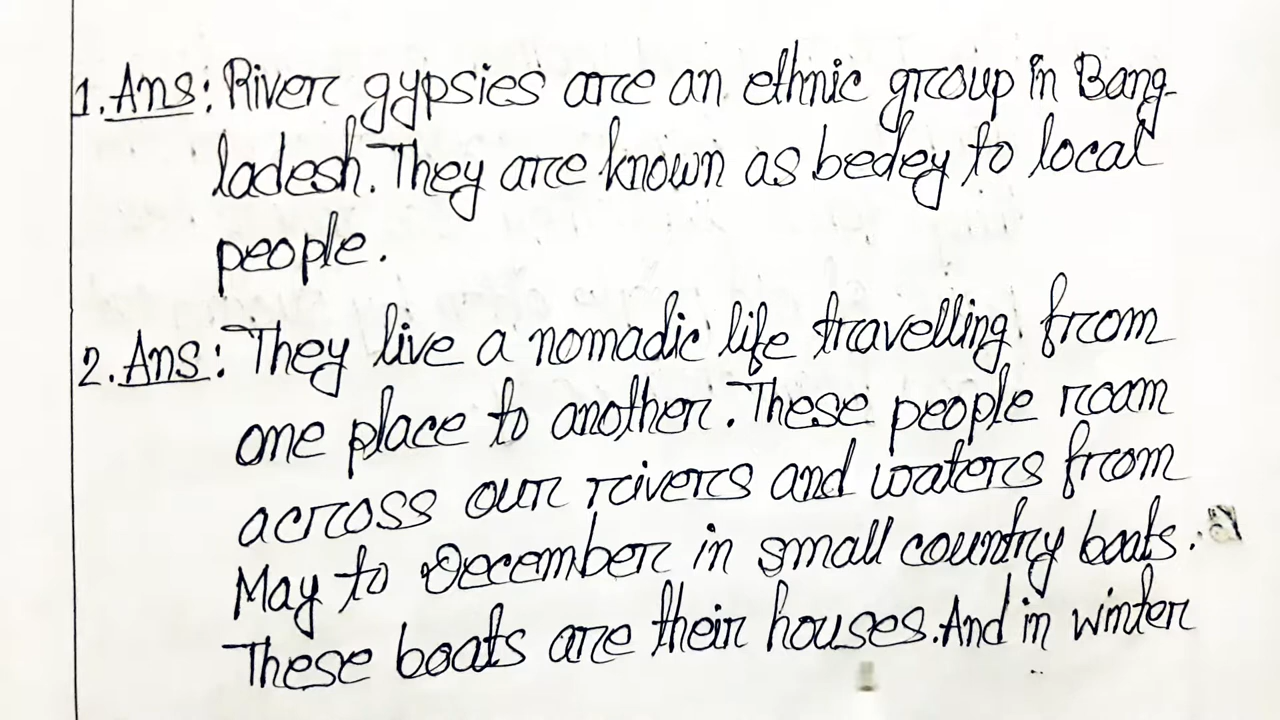 1. Ans: River gypsies are an ethnic group in Bang-
ladesh. They are known as bedey to local
people.
2. Ans: They live a nomadic life travelling from
one place to another. These people roam
across our rivers and waters from
May to December in small country boats.
These boats are their houses. And in winter